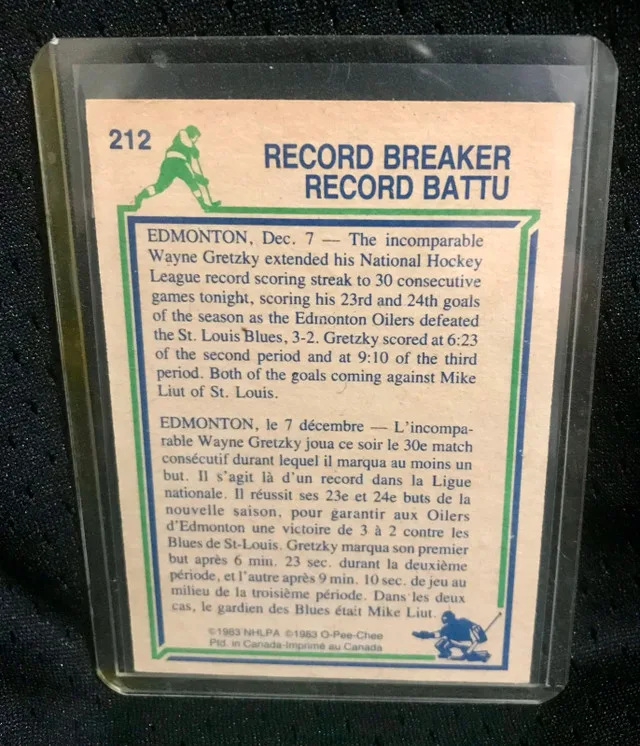 212
RECORD BREAKER
RECORD BATTU
EDMONTON, Dec. 7 — The incomparable
Wayne Gretzky extended his National Hockey
League record scoring streak to 30 consecutive
games tonight, scoring his 23rd and 24th goals
of the season as the Edmonton Oilers defeated
the St. Louis Blues, 3-2. Gretzky scored at 6:23
of the second period and at 9:10 of the third
period. Both of the goals coming against Mike
Liut of St. Louis.
EDMONTON, le 7 décembre — L'incompa-
rable Wayne Gretzky joua ce soir le 30e match
consécutif durant lequel il marqua au moins un
but. Il s'agit là d'un record dans la Ligue
nationale. Il réussit ses 23e et 24e buts de la
nouvelle saison, pour garantir aux Oilers
d'Edmonton une victoire de 3 à 2 contre les
Blues de St-Louis. Gretzky marqua son premier
but après 6 min. 23 sec. durant la deuxième
période, et l'autre après 9 min. 10 sec. de jeu au
milieu de la troisième période. Dans les deux
cas, le gardien des Blues était Mike Liut.
©1983 NHLPA ©1983 O-Pee-Chee
Ptd. in Canada-Imprimé au Canada